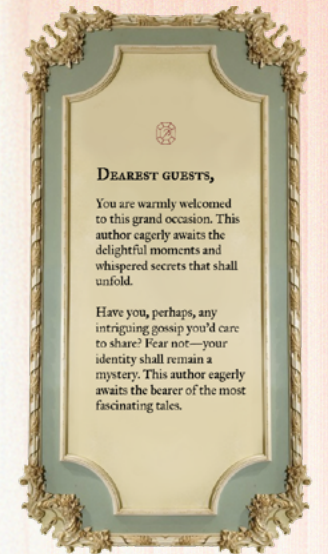 DEAREST GUESTS,
You are warmly welcomed
to this grand occasion. This
author eagerly awaits the
delightful moments and
whispered secrets that shall
unfold.
Have you, perhaps, any
intriguing gossip you'd care
to share? Fear not—your
identity shall remain a
mystery. This author eagerly
awaits the bearer of the most
fascinating tales.